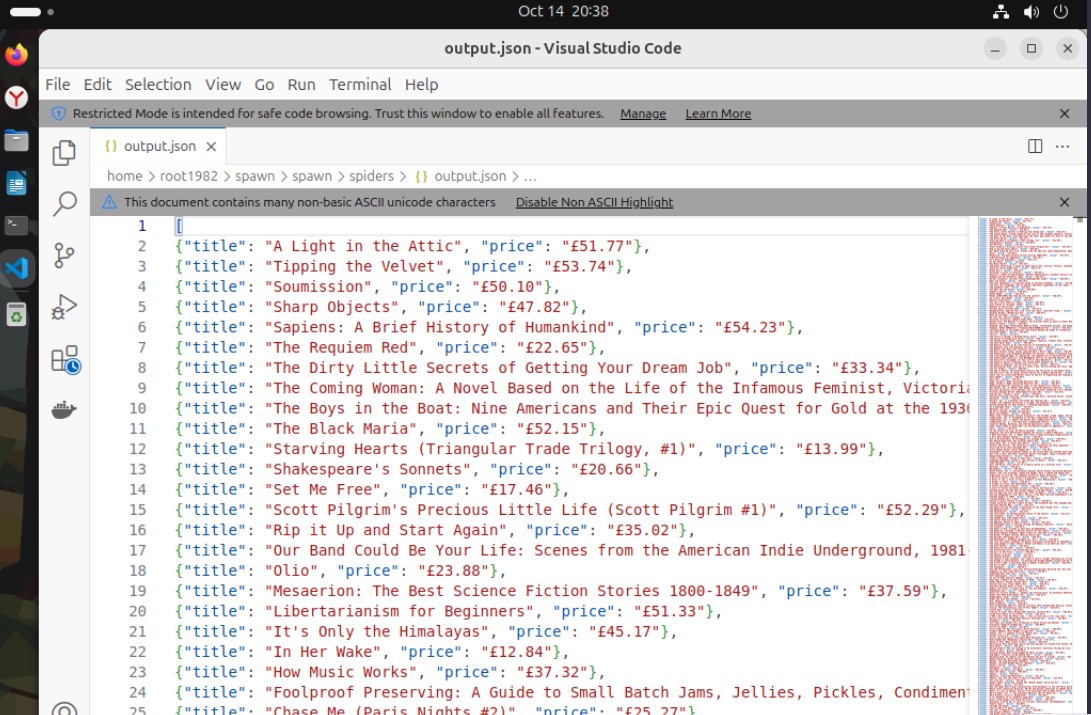 Oct 14 20:38
output.json - Visual Studio Code
File Edit Selection View Go Run Terminal Help
Restricted Mode is intended for safe code browsing. Trust this window to enable all features. Manage Learn More
{} output.json
home > root1982 > spawn > spawn > spiders > {} output.json > ...
This document contains many non-basic ASCII unicode characters Disable Non ASCII Highlight
1 [
2 {"title": "A Light in the Attic", "price": "£51.77"},
3 {"title": "Tipping the Velvet", "price": "£53.74"},
4 {"title": "Soumission", "price": "£50.10"},
5 {"title": "Sharp Objects", "price": "£47.82"},
6 {"title": "Sapiens: A Brief History of Humankind", "price": "£54.23"},
7 {"title": "The Requiem Red", "price": "£22.65"},
8 {"title": "The Dirty Little Secrets of Getting Your Dream Job", "price": "£33.34"},
9 {"title": "The Coming Woman: A Novel Based on the Life of the Infamous Feminist, Victoria
10 {"title": "The Boys in the Boat: Nine Americans and Their Epic Quest for Gold at the 1936
11 {"title": "The Black Maria", "price": "£52.15"},
12 {"title": "Starving Hearts (Triangular Trade Trilogy, #1)", "price": "£13.99"},
13 {"title": "Shakespeare's Sonnets", "price": "£20.66"},
14 {"title": "Set Me Free", "price": "£17.46"},
15 {"title": "Scott Pilgrim's Precious Little Life (Scott Pilgrim #1)", "price": "£52.29"},
16 {"title": "Rip it Up and Start Again", "price": "£35.02"},
17 {"title": "Our Band Could Be Your Life: Scenes from the American Indie Underground, 1981-
18 {"title": "Olio", "price": "£23.88"},
19 {"title": "Mesaerion: The Best Science Fiction Stories 1800-1849", "price": "£37.59"},
20 {"title": "Libertarianism for Beginners", "price": "£51.33"},
21 {"title": "It's Only the Himalayas", "price": "£45.17"},
22 {"title": "In Her Wake", "price": "£12.84"},
23 {"title": "How Music Works", "price": "£37.32"},
24 {"title": "Foolproof Preserving: A Guide to Small Batch Jams, Jellies, Pickles, Condiment
25 {"title": "Chase Me (Paris Nights #2)", "price": "£25.27"},